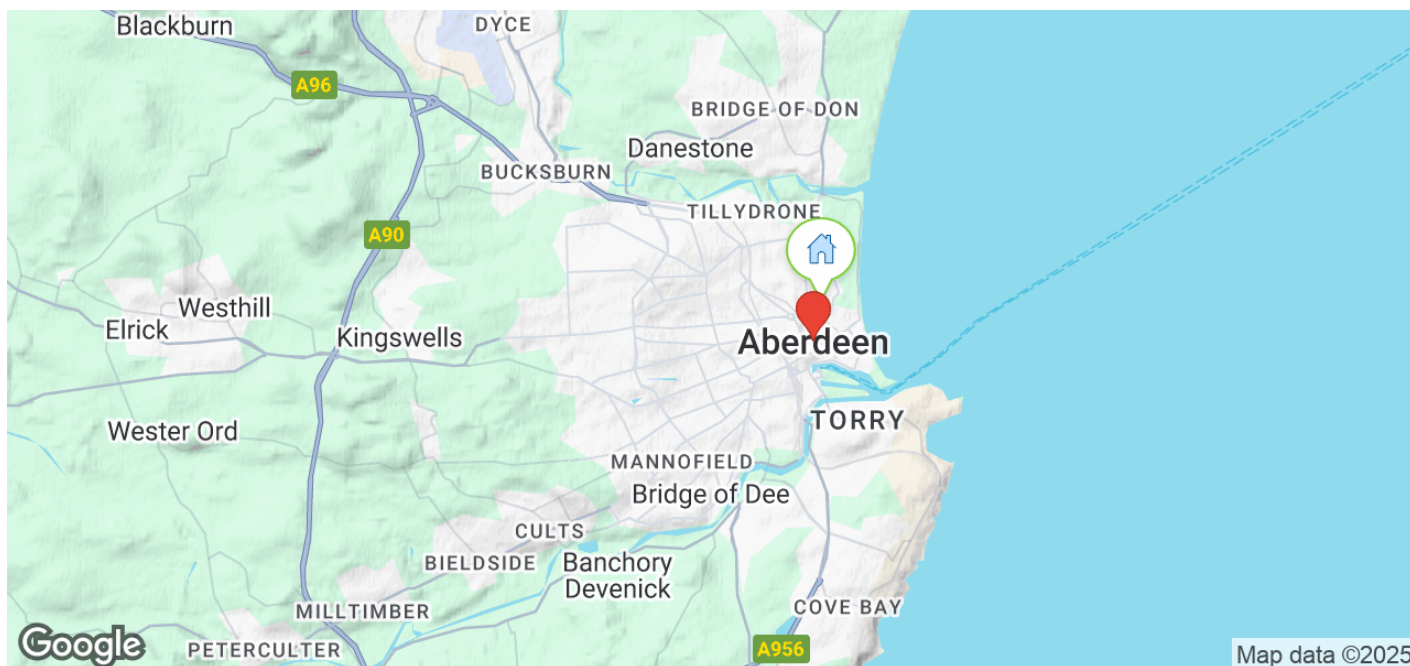 Blackburn
DYCE
A96
BRIDGE OF DON
Danestone
BUCKSBURN
TILLYDRONE
A90
Westhill
Elrick
Kingswells
Aberdeen
TORRY
Wester Ord
MANNOFIELD
Bridge of Dee
CULTS
BIELDSIDE
Banchory
Devenick
MILLTIMBER
COVE BAY
PETERCULTER
A956
Google
Map data ©2025